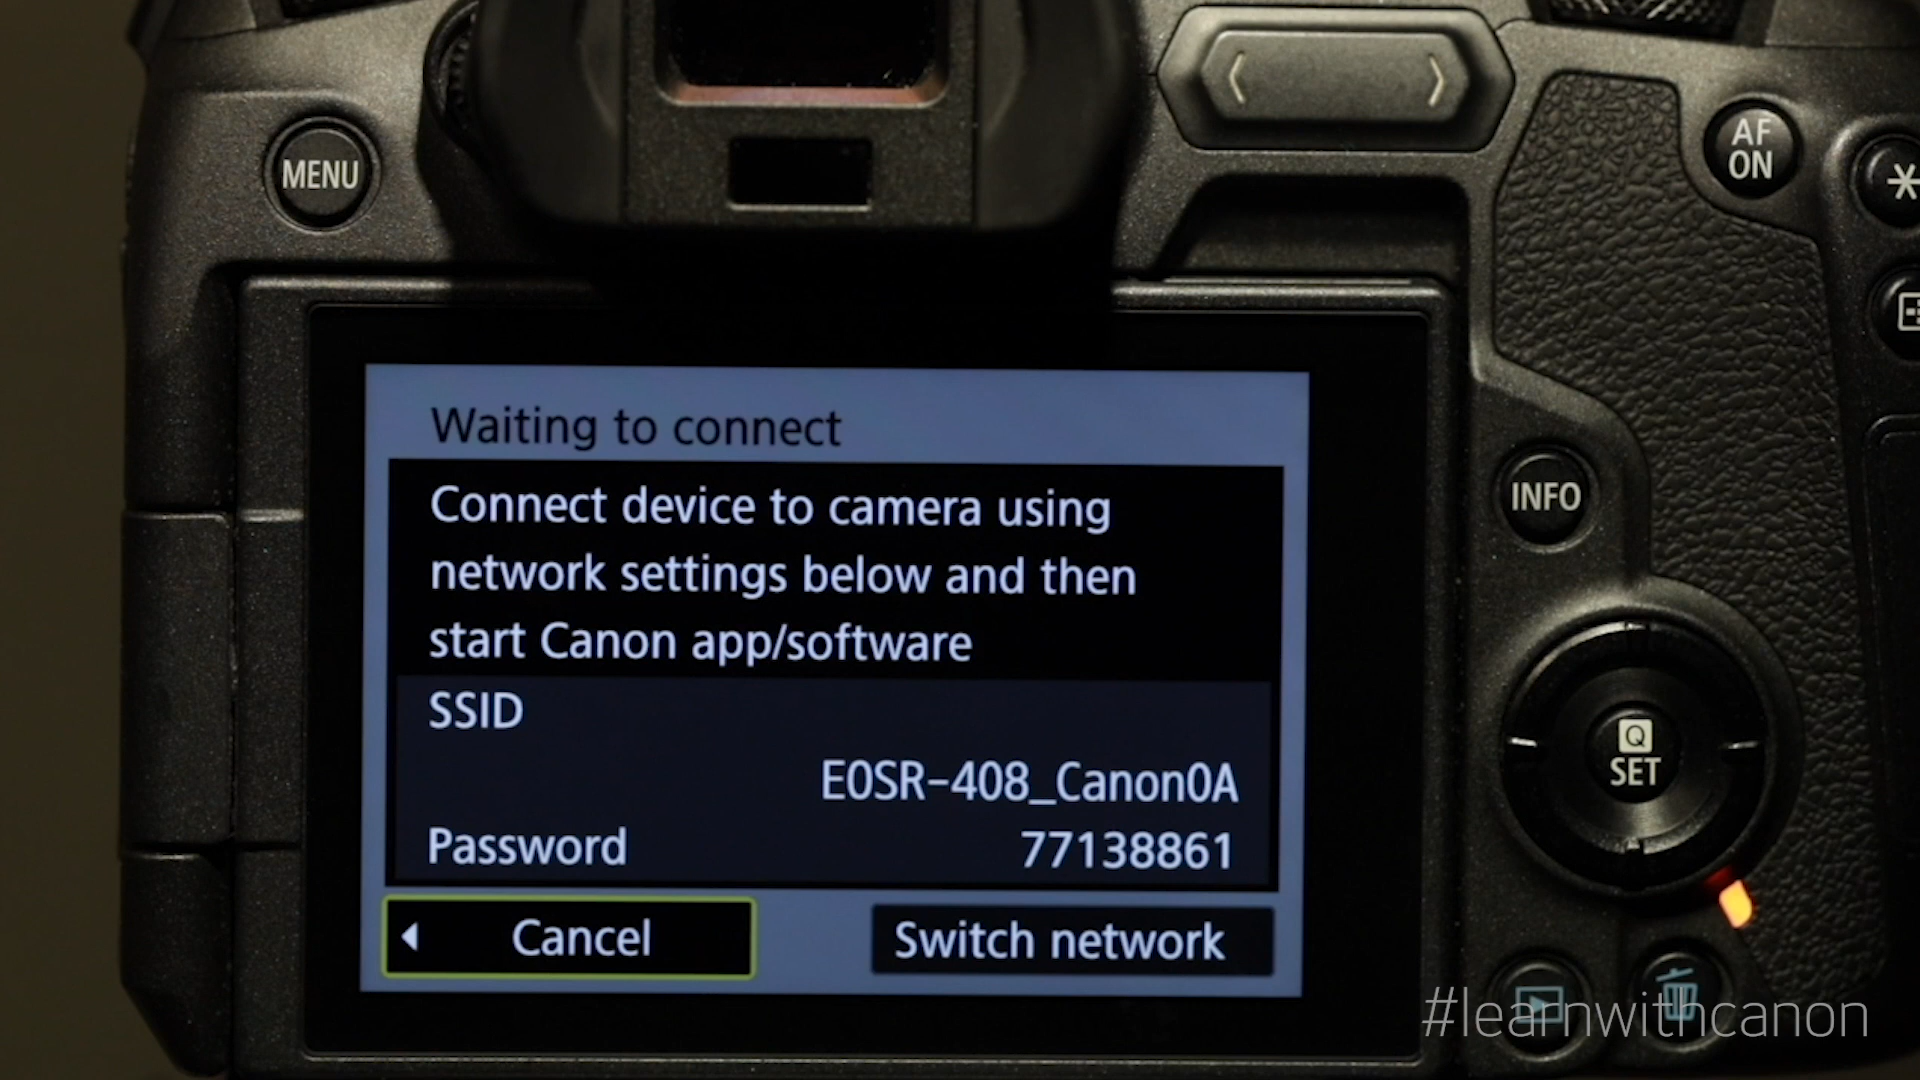 MENU
AF
ON
Waiting to connect
Connect device to camera using
network settings below and then
start Canon app/software
INFO
SSID
E0SR-408_Canon0A
Q
SET
Password 77138861
Cancel Switch network
#learnwithcanon